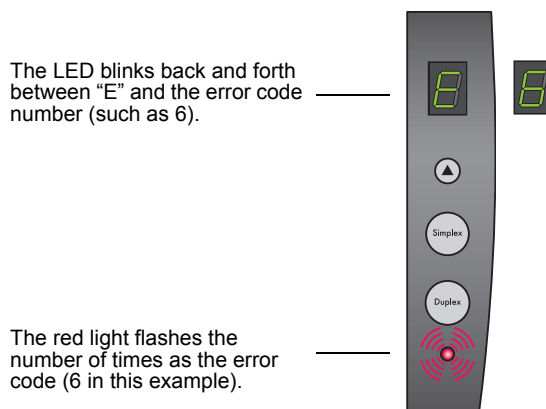 The LED blinks back and forth
between “E” and the error code
number (such as 6).
E 6
Simplex
Duplex
The red light flashes the
number of times as the error
code (6 in this example).